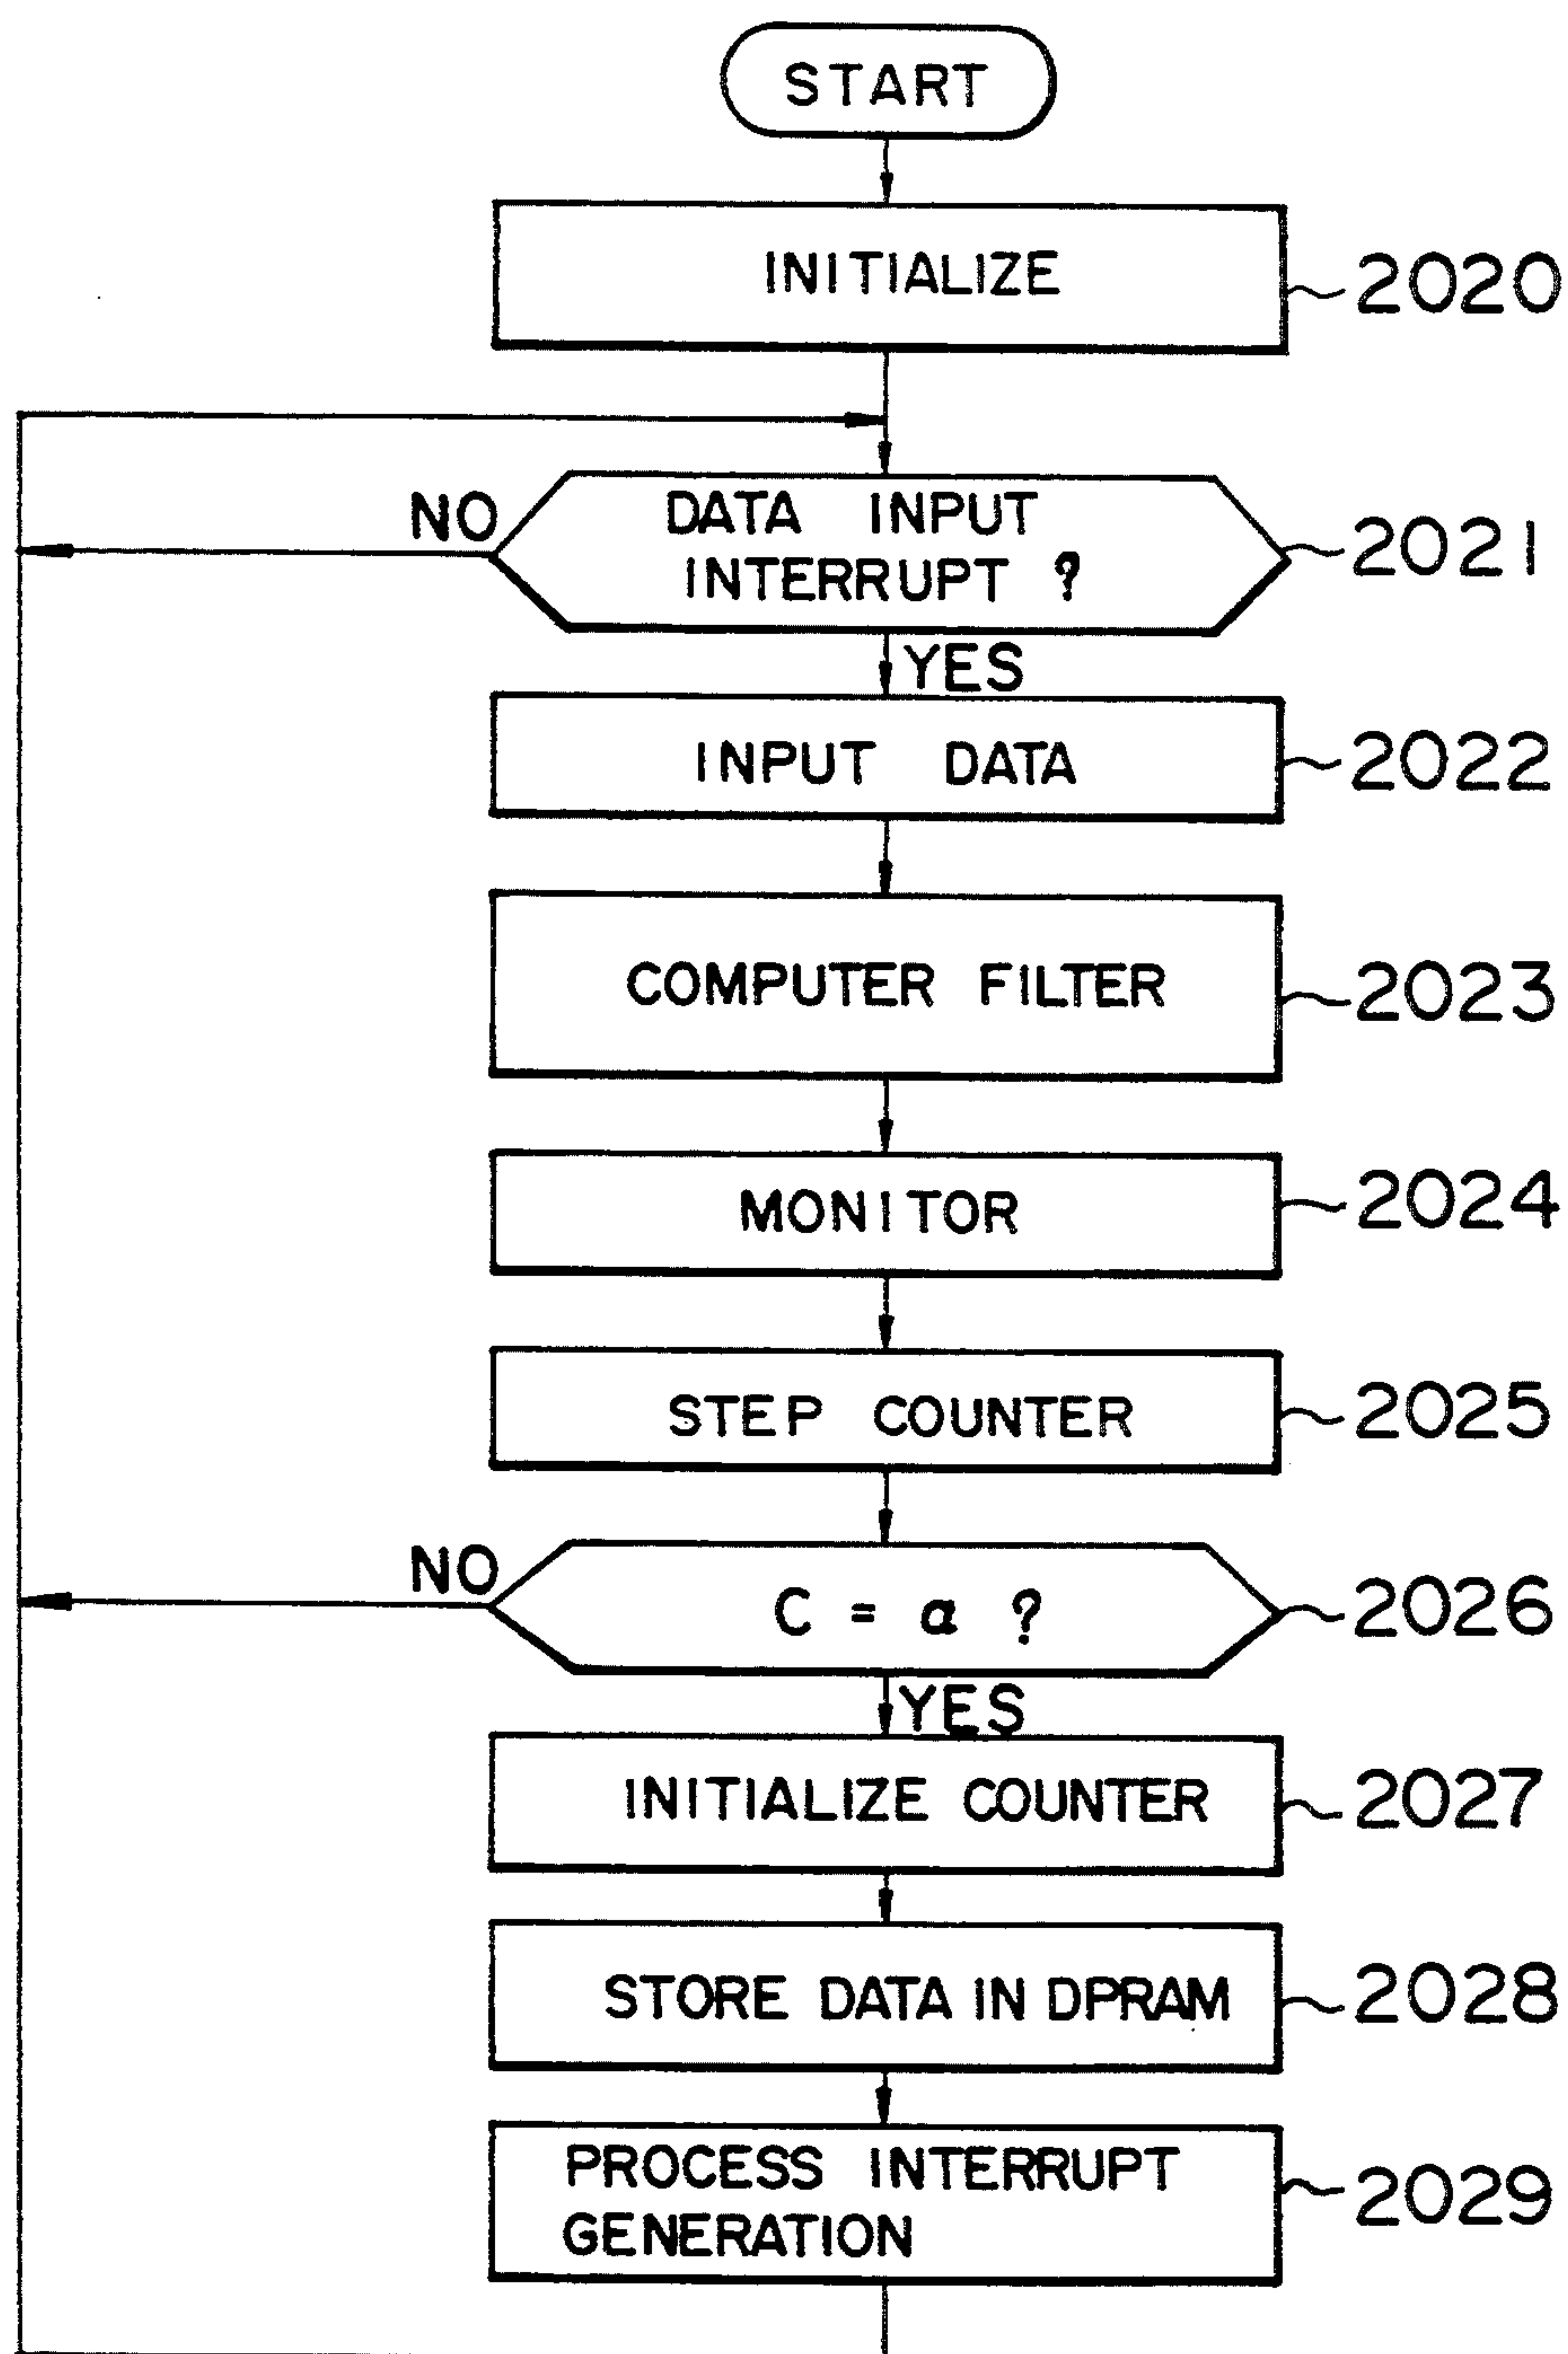 START
INITIALIZE
2020
NO
DATA INPUT
INTERRUPT ?
2021
YES
INPUT DATA
2022
COMPUTER FILTER
2023
MONITOR
2024
STEP COUNTER
2025
NO
C = α ?
2026
YES
INITIALIZE COUNTER
2027
STORE DATA IN DPRAM
2028
PROCESS INTERRUPT
GENERATION
2029